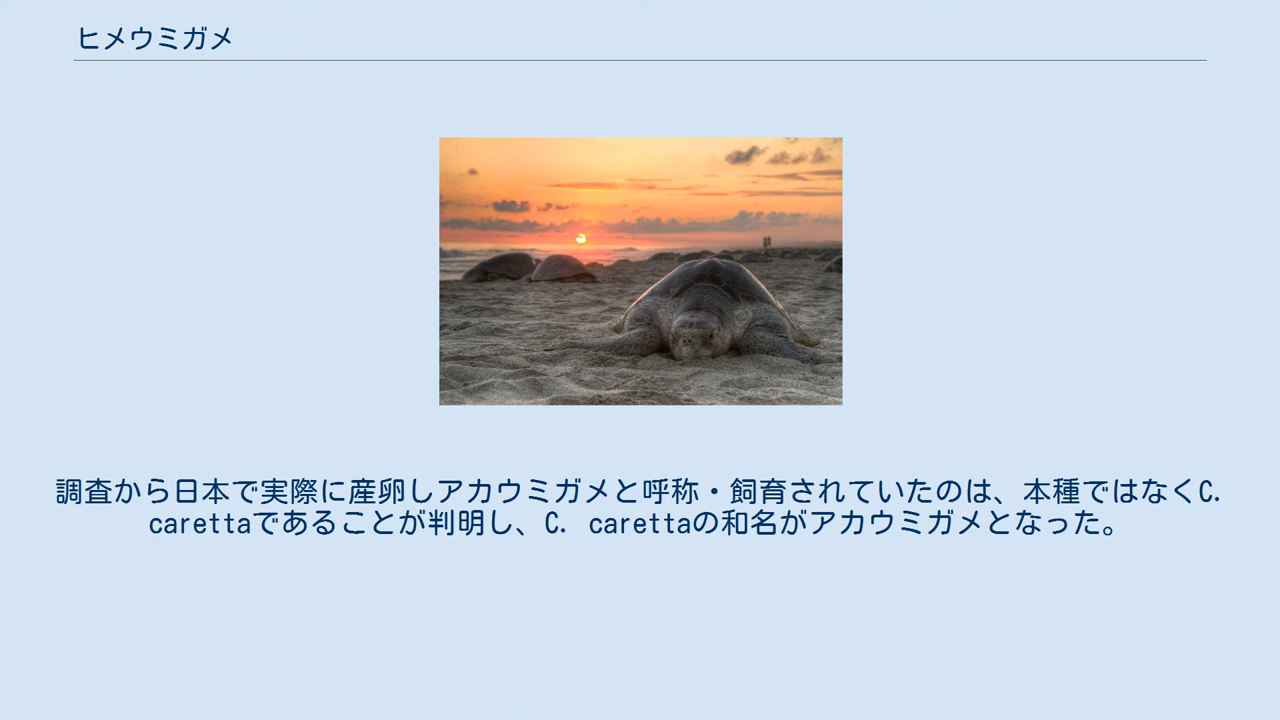 ヒメウミガメ
調査から日本で実際に産卵しアカウミガメと呼称・飼育されていたのは、本種ではなくC.
carettaであることが判明し、C. carettaの和名がアカウミガメとなった。